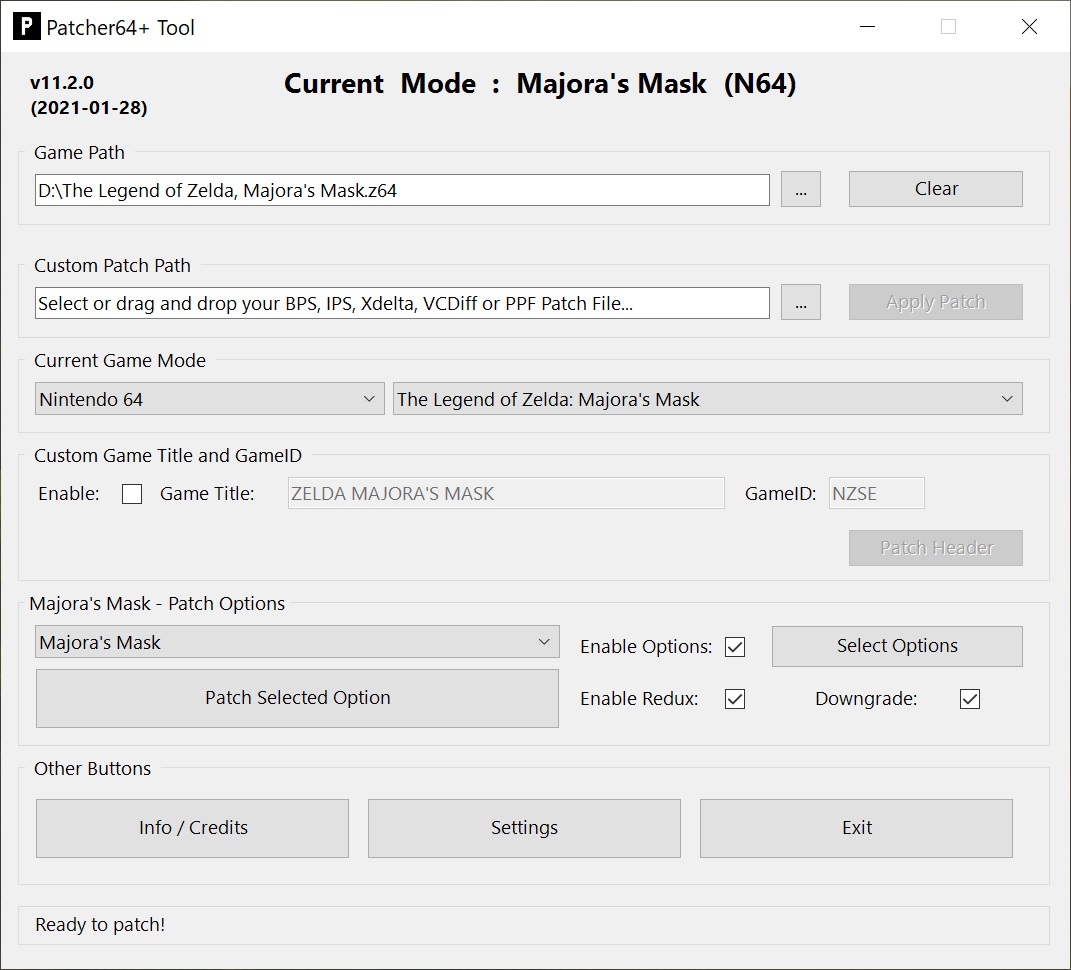 P Patcher64+ Tool
v11.2.0
(2021-01-28)
Current Mode : Majora's Mask (N64)
Game Path
D:\The Legend of Zelda, Majora's Mask.z64
...
Clear
Custom Patch Path
Select or drag and drop your BPS, IPS, Xdelta, VCDiff or PPF Patch File...
...
Apply Patch
Current Game Mode
Nintendo 64
The Legend of Zelda: Majora's Mask
Custom Game Title and GameID
Enable:
Game Title:
ZELDA MAJORA'S MASK
GameID:
NZSE
Patch Header
Majora's Mask - Patch Options
Majora's Mask
Enable Options:
Select Options
Patch Selected Option
Enable Redux:
Downgrade:
Other Buttons
Info / Credits
Settings
Exit
Ready to patch!